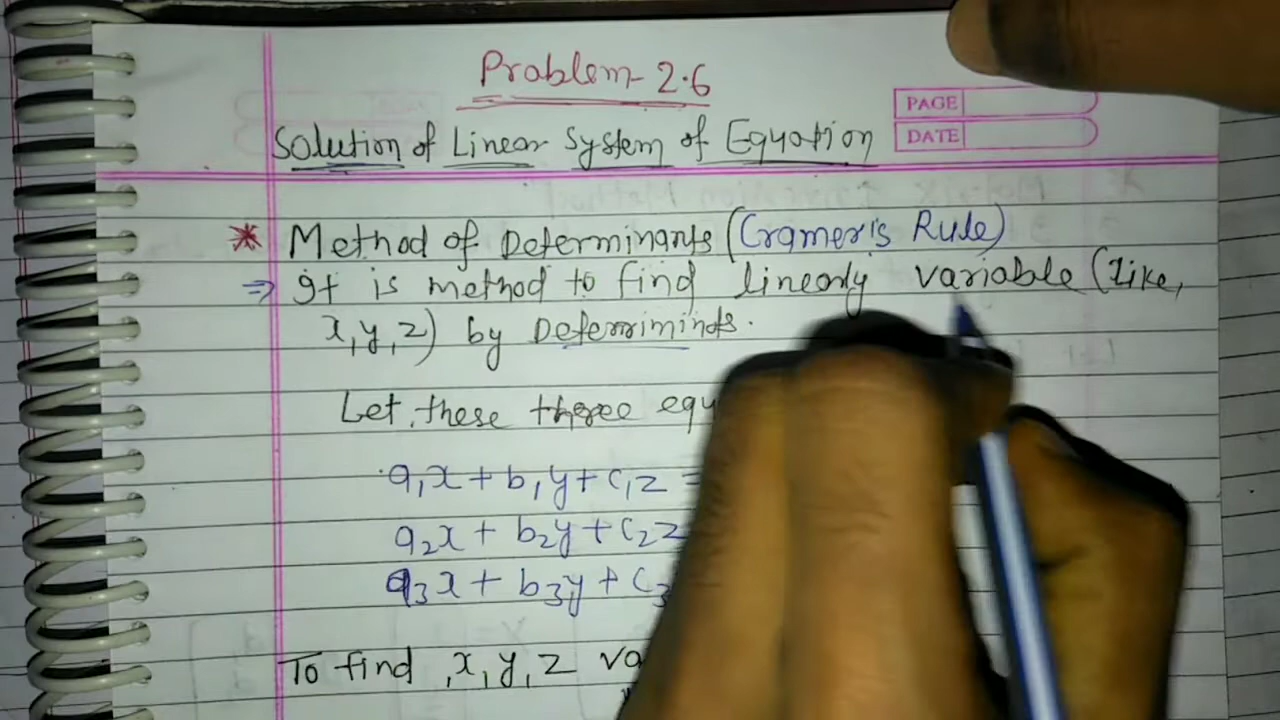 Problem-2.6
PAGE
DATE
Solution of Linear System of Equation
* Method of Determinants (Cramer's Rule)
⇒ It is method to find linearly variable (like,
x,y,z) by Determinds.
Let, these three equ
a₁x + b₁y + c₁z =
a₂x + b₂y + c₂z
a₃x + b₃y + c₃
To find ,x,y,z va